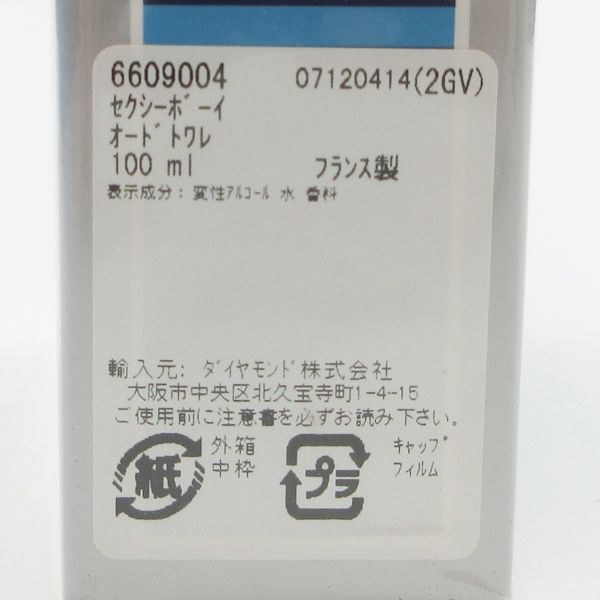 6609004 07120414(2GV)
ｾｸｼｰﾎﾞｰｲ
ｵｰﾄﾞﾄﾜﾚ
100 ml ﾌﾗﾝｽ製
表示成分: 変性ｱﾙｺｰﾙ 水 香料
輸入元: ﾀﾞｲﾔﾓﾝﾄﾞ株式会社
大阪市中央区北久宝寺町1-4-15
ご使用前に注意書を必ずお読み下さい。
紙 外箱 プラ ｷｬｯﾌﾟ
中枠 ﾌｨﾙﾑ